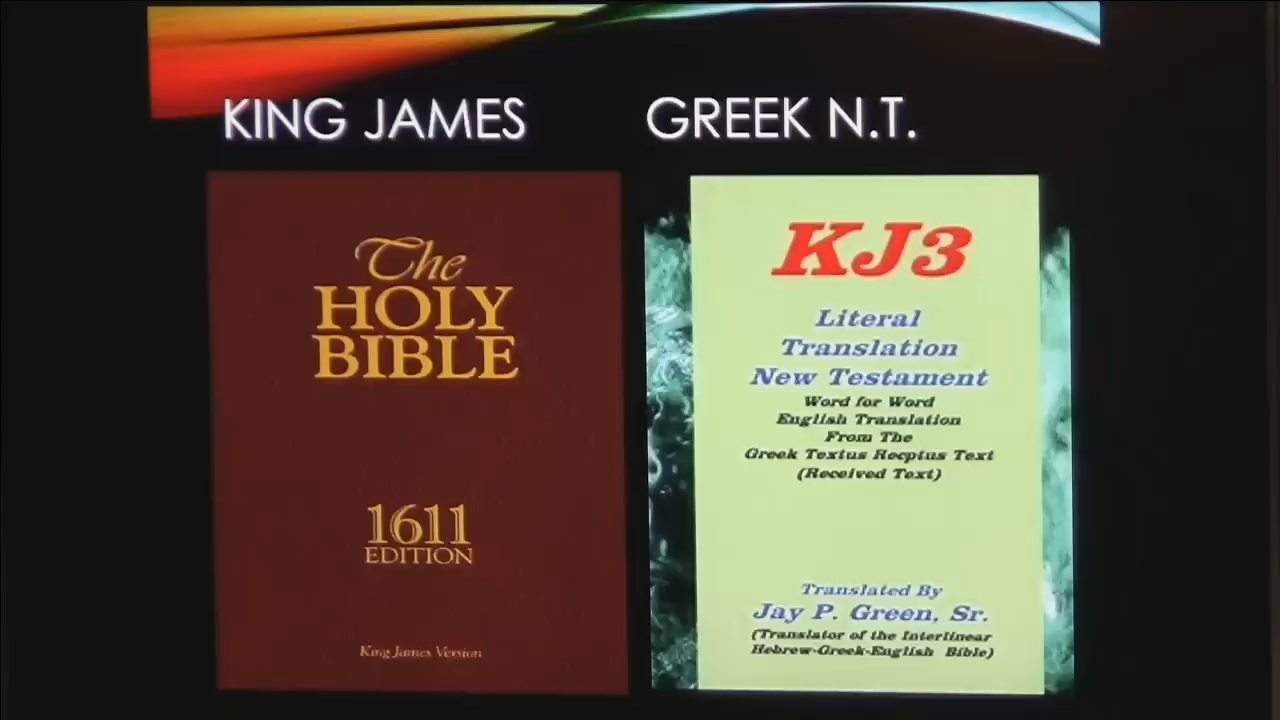 KING JAMES
GREEK N.T.
The
HOLY
BIBLE
1611
EDITION
King James Version
KJ3
Literal
Translation
New Testament
Word for Word
English Translation
From The
Greek Textus Recptus Text
(Received Text)
Translated By
Jay P. Green, Sr.
(Translator of the Interlinear
Hebrew-Greek-English Bible)